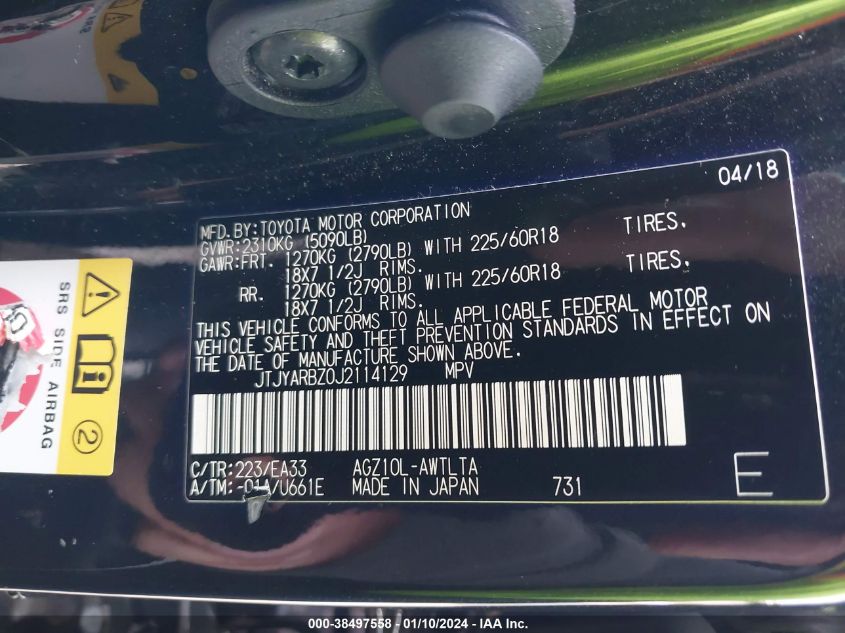 04/18
MFD.BY:TOYOTA MOTOR CORPORATION
GVWR:2310KG (5090LB)
GAWR:FRT. 1270KG (2790LB) WITH 225/60R18 TIRES.
18X7 1/2J RIMS.
RR. 1270KG (2790LB) WITH 225/60R18 TIRES.
18X7 1/2J RIMS.
THIS VEHICLE CONFORMS TO ALL APPLICABLE FEDERAL MOTOR
VEHICLE SAFETY AND THEFT PREVENTION STANDARDS IN EFFECT ON
THE DATE OF MANUFACTURE SHOWN ABOVE.
JTJYARBZ0J2114129 MPV
C/TR:223/EA33 AGZ10L-AWTLTA
A/TM:-01A/U661E MADE IN JAPAN 731
E
SRS SIDE AIRBAG
2
000-38497558 - 01/10/2024 - IAA Inc.